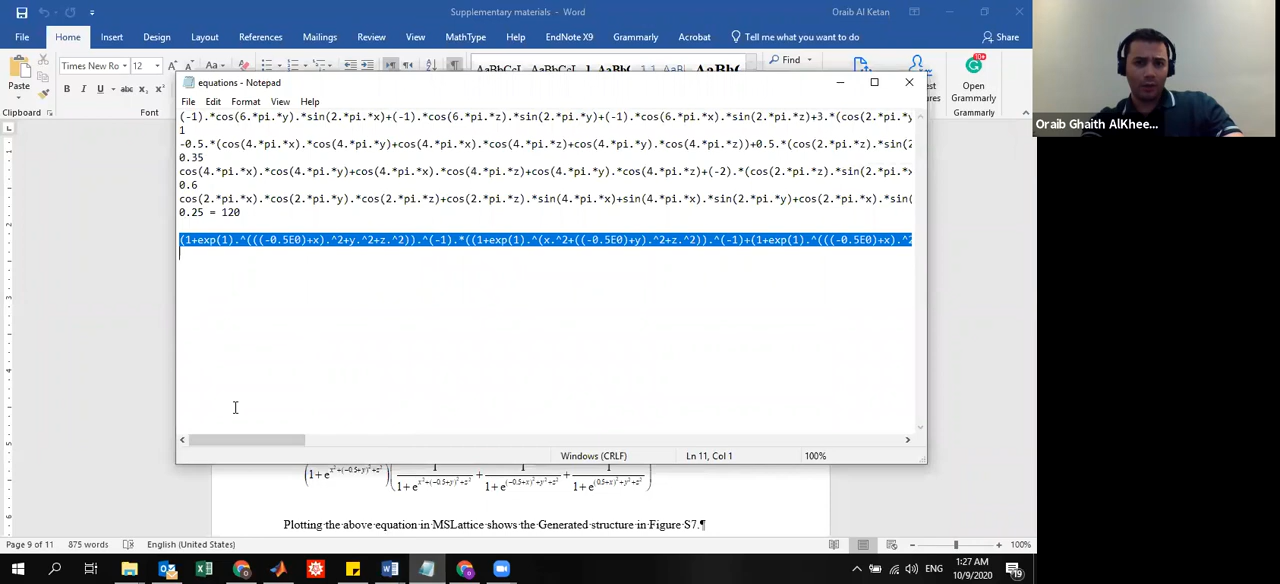 Supplementary materials - Word
Oraib Al Ketan
File Home Insert Design Layout References Mailings Review View MathType Help EndNote X9 Grammarly Acrobat Tell me what you want to do Share
Paste
Clipboard
Times New Ro 12
B I U abc
Font
AaBbCcI
Find
Open
Grammarly
Grammarly
Oraib Ghaith AlKhee...
equations - Notepad
File Edit Format View Help
(-1).*cos(6.*pi.*y).*sin(2.*pi.*x)+(-1).*cos(6.*pi.*z).*sin(2.*pi.*y)+(-1).*cos(6.*pi.*x).*sin(2.*pi.*z)+3.*(cos(2.*pi.*y
1
-0.5.*(cos(4.*pi.*x).*cos(4.*pi.*y)+cos(4.*pi.*x).*cos(4.*pi.*z)+cos(4.*pi.*y).*cos(4.*pi.*z))+0.5.*(cos(2.*pi.*z).*sin(2
0.35
cos(4.*pi.*x).*cos(4.*pi.*y)+cos(4.*pi.*x).*cos(4.*pi.*z)+cos(4.*pi.*y).*cos(4.*pi.*z)+(-2).*(cos(2.*pi.*z).*sin(2.*pi.*x
0.6
cos(2.*pi.*x).*cos(2.*pi.*y).*cos(2.*pi.*z)+cos(2.*pi.*z).*sin(4.*pi.*x)+sin(4.*pi.*x).*sin(2.*pi.*y)+cos(2.*pi.*x).*sin(
0.25 = 120
(1+exp(1).^(((-0.5E0)+x).^2+y.^2+z.^2)).^(-1).*((1+exp(1).^(x.^2+((-0.5E0)+y).^2+z.^2)).^(-1)+(1+exp(1).^(((-0.5E0)+x).^2
Windows (CRLF) Ln 11, Col 1 100%
Plotting·the·above·equation·in·MSLattice·shows·the·Generated·structure·in·Figure·S7.¶
Page 9 of 11 875 words English (United States) 100%
ENG
1:27 AM
10/9/2020
19